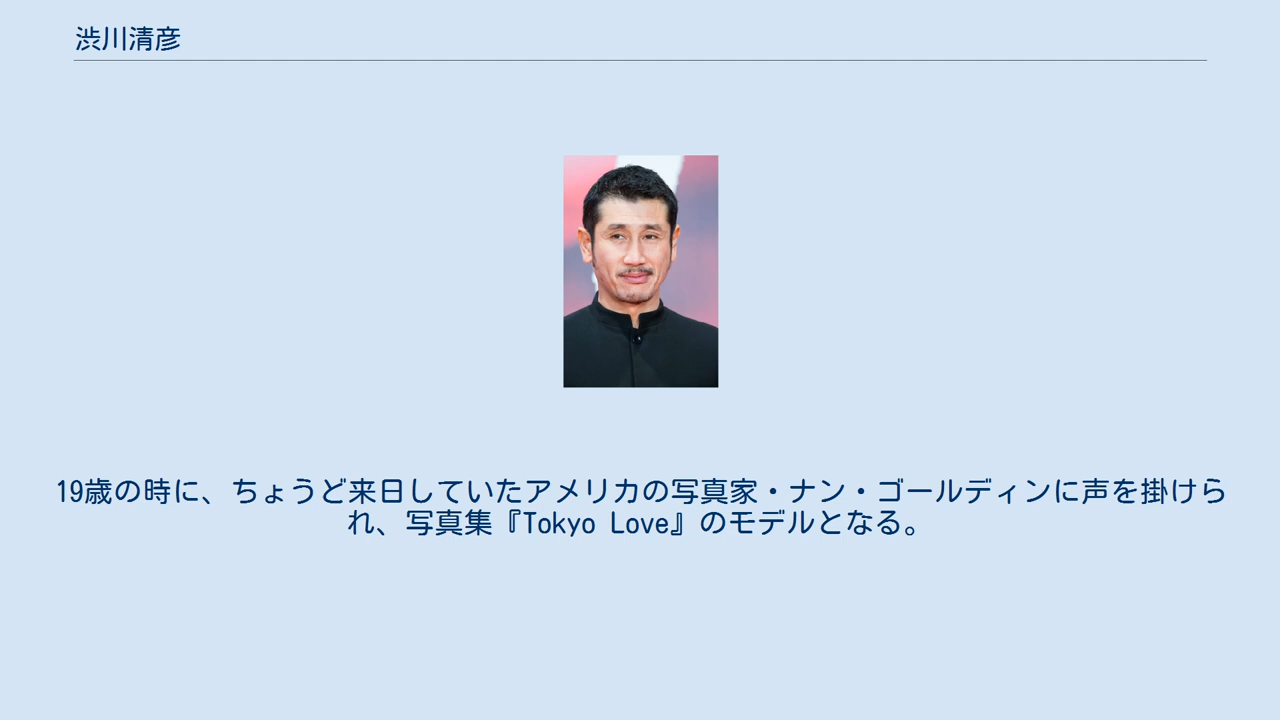 渋川清彦
19歳の時に、ちょうど来日していたアメリカの写真家・ナン・ゴールディンに声を掛けら
れ、写真集『Tokyo Love』のモデルとなる。